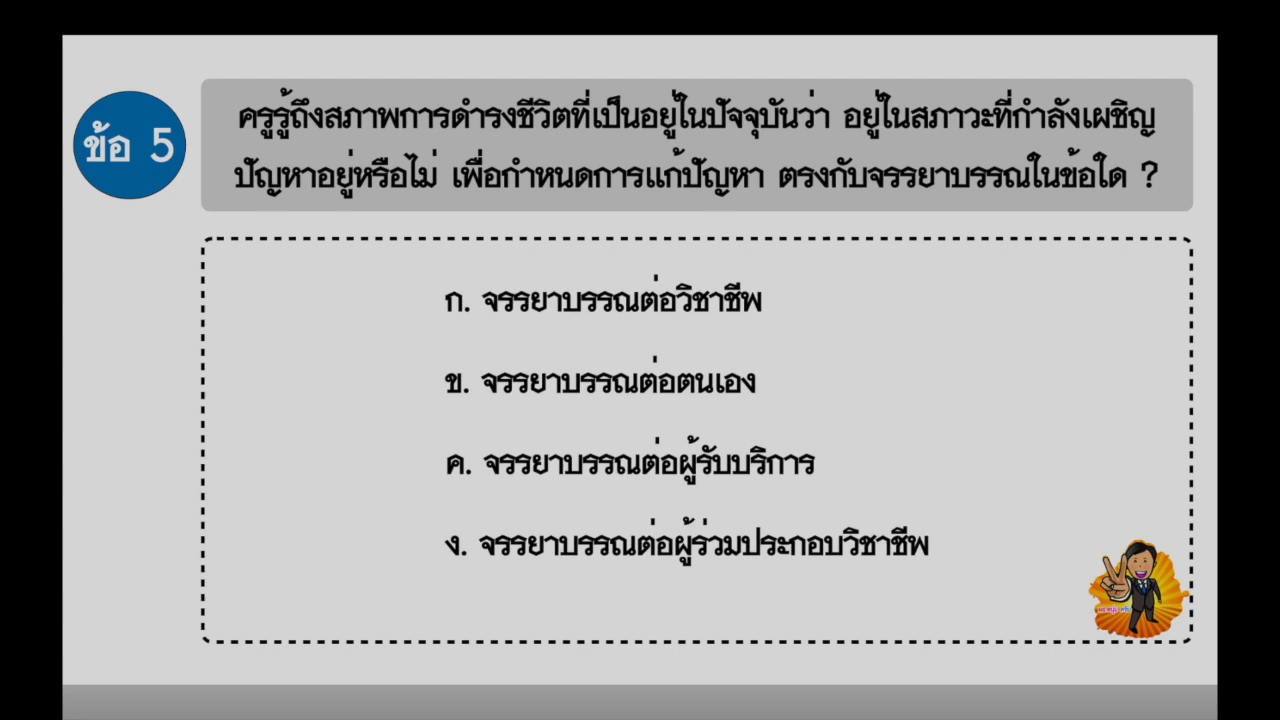 ข้อ 5
ครูรู้ถึงสภาพการดำรงชีวิตที่เป็นอยู่ในปัจจุบันว่า อยู่ในสภาวะที่กำลังเผชิญ
ปัญหาอยู่หรือไม่ เพื่อกำหนดการแก้ปัญหา ตรงกับจรรยาบรรณในข้อใด ?
ก. จรรยาบรรณต่อวิชาชีพ
ข. จรรยาบรรณต่อตนเอง
ค. จรรยาบรรณต่อผู้รับบริการ
ง. จรรยาบรรณต่อผู้ร่วมประกอบวิชาชีพ